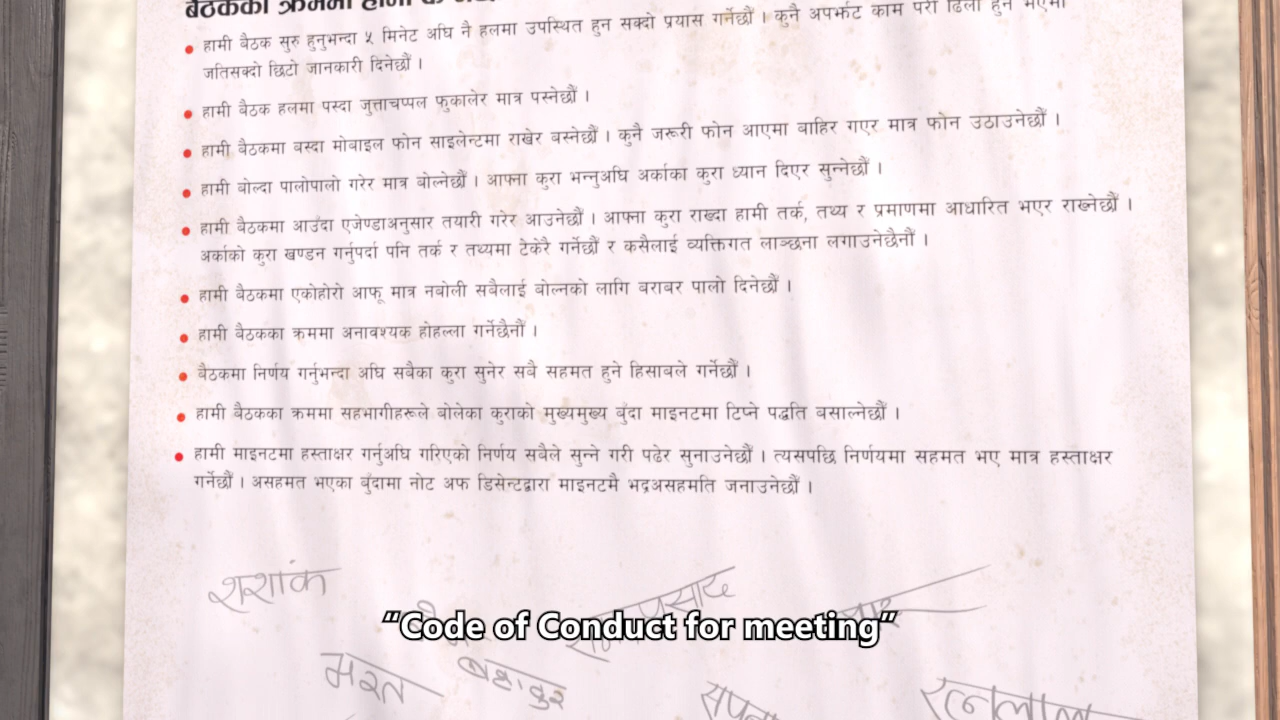 बैठकको क्रममा हामी के
हामी बैठक सुरु हुनुभन्दा ५ मिनेट अघि नै हलमा उपस्थित हुन सक्दो प्रयास गर्नेछौँ । कुनै अपर्झट काम परी ढिलो हुने भएमा
जतिसक्दो छिटो जानकारी दिनेछौँ ।
हामी बैठक हलमा पस्दा जुत्ताचप्पल फुकालेर मात्र पस्नेछौँ ।
हामी बैठकमा बस्दा मोबाइल फोन साइलेन्टमा राखेर बस्नेछौँ । कुनै जरूरी फोन आएमा बाहिर गएर मात्र फोन उठाउनेछौँ ।
हामी बोल्दा पालोपालो गरेर मात्र बोल्नेछौँ । आफ्ना कुरा भन्नुअघि अर्काका कुरा ध्यान दिएर सुन्नेछौँ ।
हामी बैठकमा आउँदा एजेण्डाअनुसार तयारी गरेर आउनेछौँ । आफ्ना कुरा राख्दा हामी तर्क, तथ्य र प्रमाणमा आधारित भएर राख्नेछौँ ।
अर्काको कुरा खण्डन गर्नुपर्दा पनि तर्क र तथ्यमा टेकेरै गर्नेछौँ र कसैलाई व्यक्तिगत लाञ्छना लगाउनेछैनौँ ।
हामी बैठकमा एकोहोरो आफू मात्र नबोली सबैलाई बोल्नको लागि बराबर पालो दिनेछौँ ।
हामी बैठकका क्रममा अनावश्यक होहल्ला गर्नेछैनौँ ।
बैठकमा निर्णय गर्नुभन्दा अघि सबैका कुरा सुनेर सबै सहमत हुने हिसाबले गर्नेछौँ ।
हामी बैठकका क्रममा सहभागीहरूले बोलेका कुराको मुख्यमुख्य बुँदा माइनटमा टिप्ने पद्धति बसाल्नेछौँ ।
हामी माइनटमा हस्ताक्षर गर्नुअघि गरिएको निर्णय सबैले सुन्ने गरी पढेर सुनाउनेछौँ । त्यसपछि निर्णयमा सहमत भए मात्र हस्ताक्षर
गर्नेछौँ । असहमत भएका बुँदामा नोट अफ डिसेन्टद्वारा माइनटमै भद्रअसहमति जनाउनेछौँ ।
शशांक
“Code of Conduct for meeting”
भरत बहादुर सपना रत्नलाल